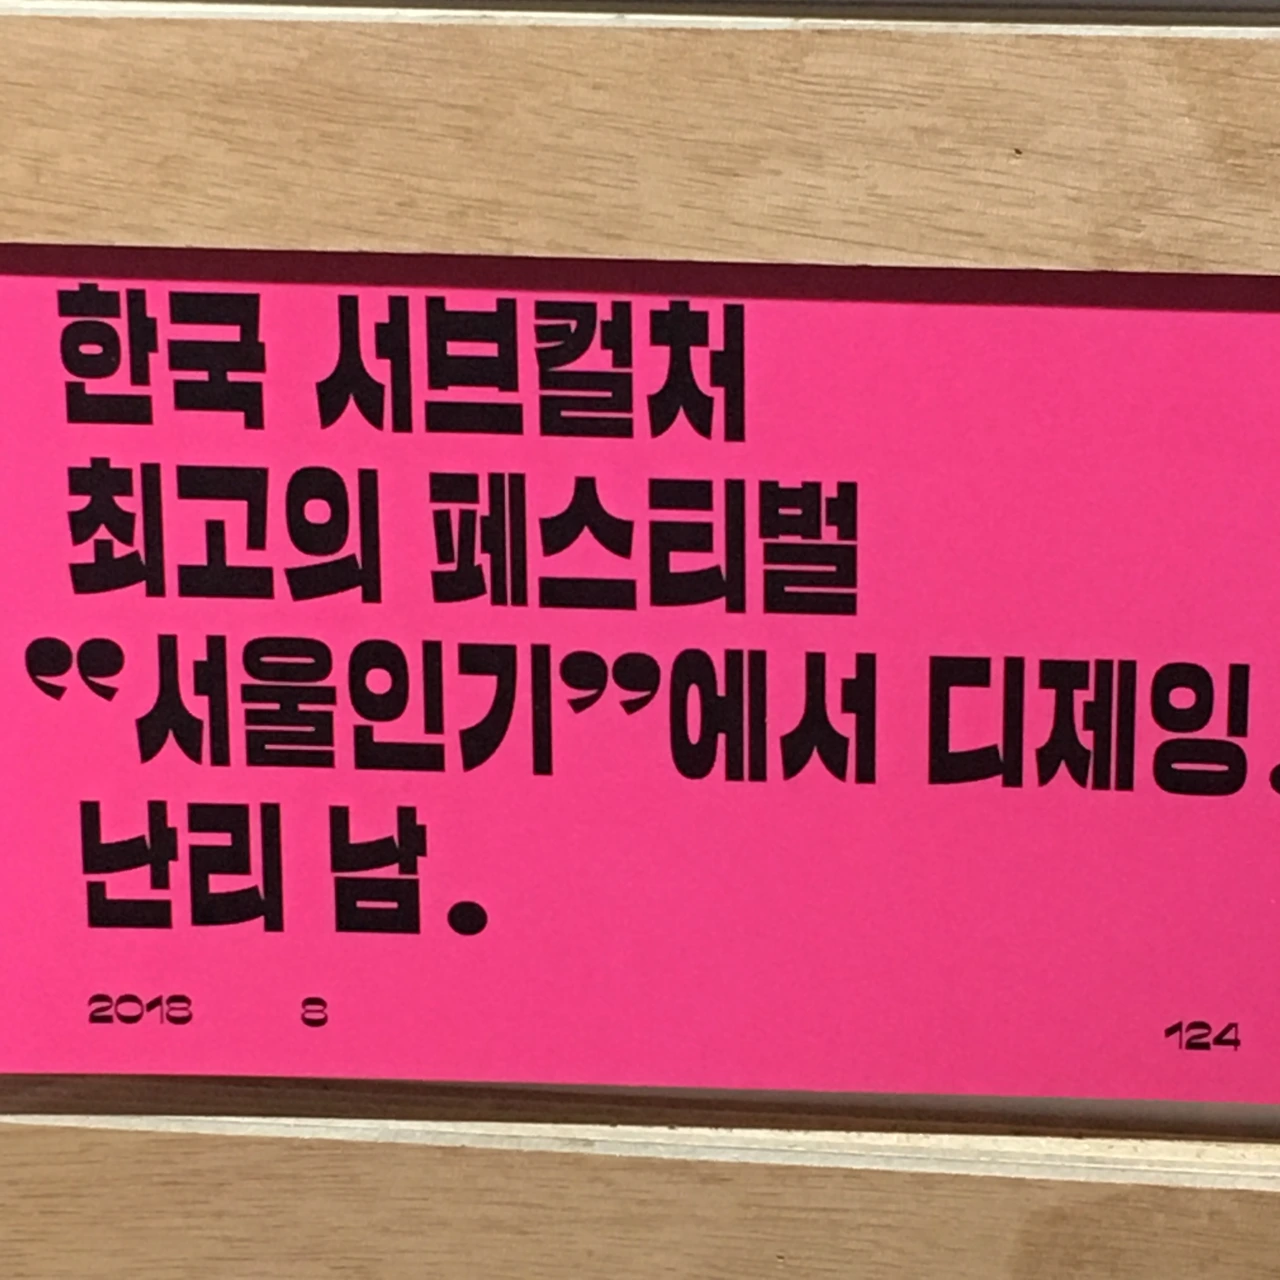 한국 서브컬처
최고의 페스티벌
“서울인기”에서 디제잉.
난리 남.
2018 8 124